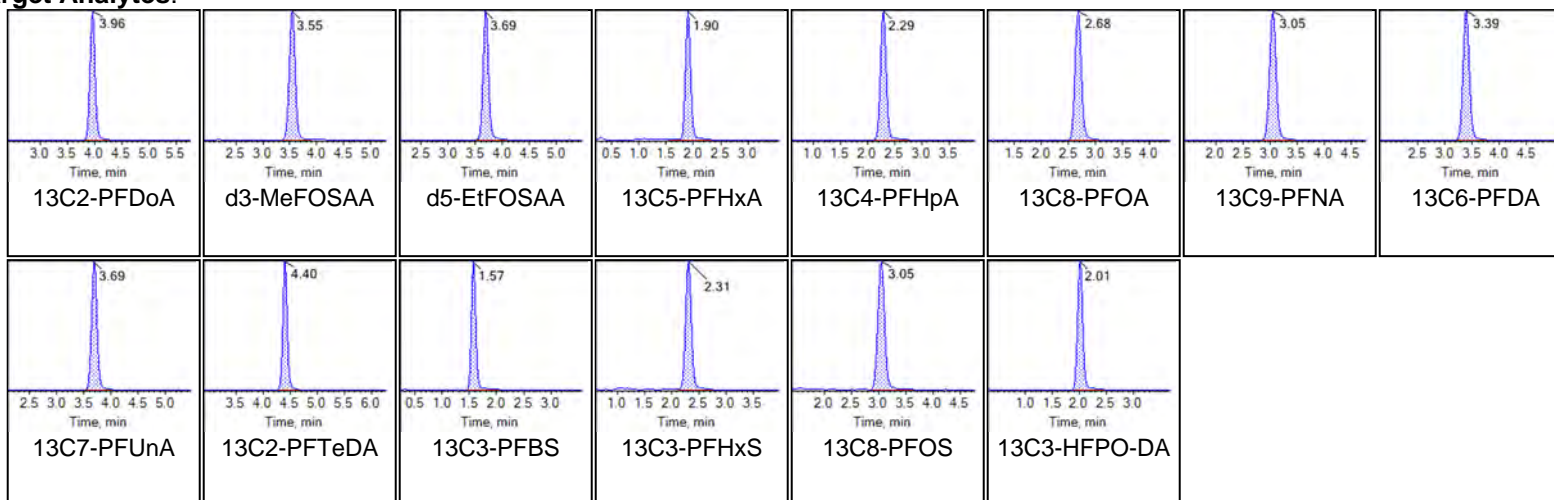 rget Analytes:
3.96
3.0 3.5 4.0 4.5 5.0 5.5
Time, min
13C2-PFDoA
3.55
2.5 3.0 3.5 4.0 4.5 5.0
Time, min
d3-MeFOSAA
3.69
2.5 3.0 3.5 4.0 4.5 5.0
Time, min
d5-EtFOSAA
1.90
0.5 1.0 1.5 2.0 2.5 3.0
Time, min
13C5-PFHxA
2.29
1.0 1.5 2.0 2.5 3.0 3.5
Time, min
13C4-PFHpA
2.68
1.5 2.0 2.5 3.0 3.5 4.0
Time, min
13C8-PFOA
3.05
2.0 2.5 3.0 3.5 4.0 4.5
Time, min
13C9-PFNA
3.39
2.5 3.0 3.5 4.0 4.5
Time, min
13C6-PFDA
3.69
2.5 3.0 3.5 4.0 4.5 5.0
Time, min
13C7-PFUnA
4.40
3.5 4.0 4.5 5.0 5.5 6.0
Time, min
13C2-PFTeDA
1.57
0.5 1.0 1.5 2.0 2.5 3.0
Time, min
13C3-PFBS
2.31
1.0 1.5 2.0 2.5 3.0 3.5
Time, min
13C3-PFHxS
3.05
2.0 2.5 3.0 3.5 4.0 4.5
Time, min
13C8-PFOS
2.01
1.0 1.5 2.0 2.5 3.0
Time, min
13C3-HFPO-DA